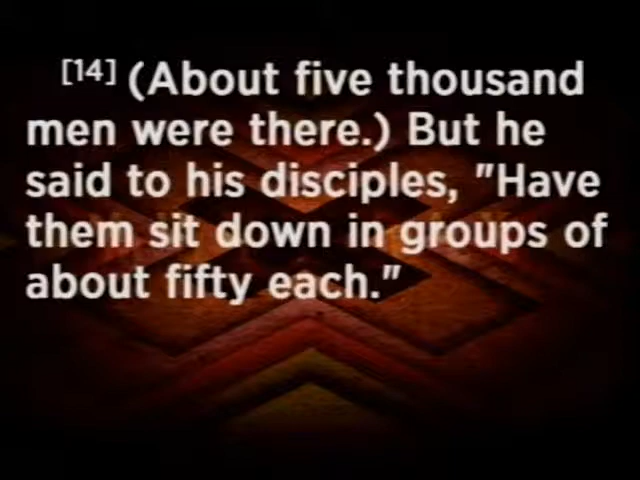 [14] (About five thousand
men were there.) But he
said to his disciples, "Have
them sit down in groups of
about fifty each."